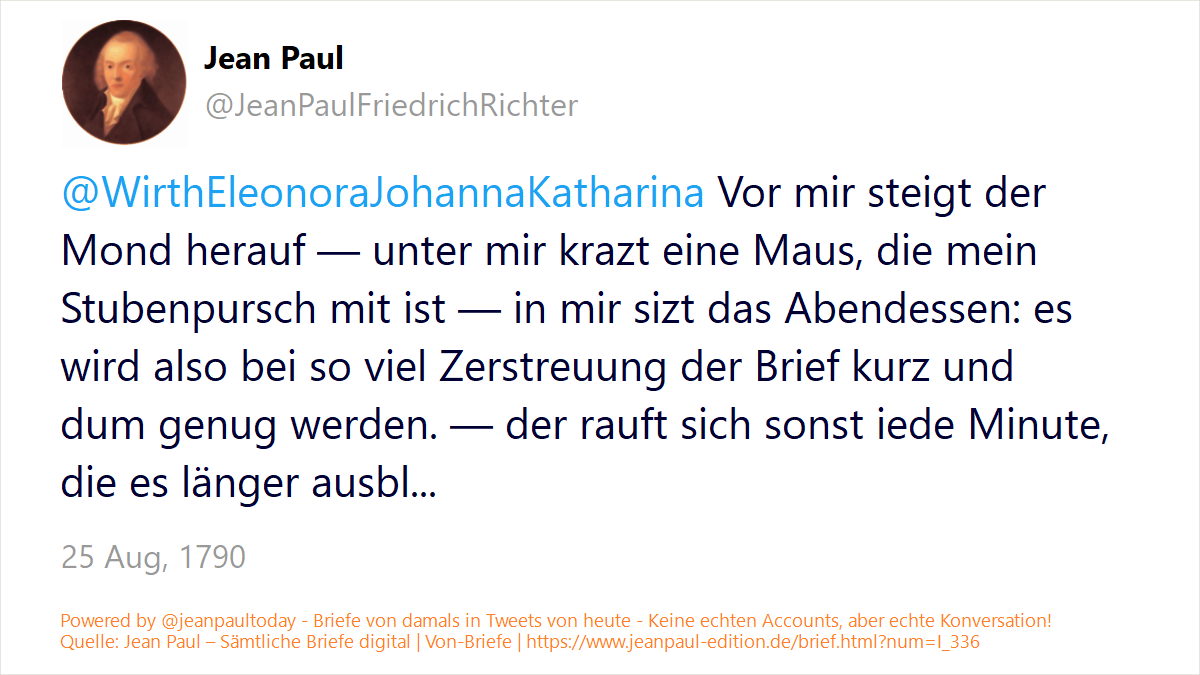 Jean Paul
@JeanPaulFriedrichRichter
@WirthEleonoraJohannaKatharina Vor mir steigt der
Mond herauf — unter mir krazt eine Maus, die mein
Stubenpursch mit ist — in mir sizt das Abendessen: es
wird also bei so viel Zerstreuung der Brief kurz und
dum genug werden. — der rauft sich sonst iede Minute,
die es länger ausbl...
25 Aug, 1790
Powered by @jeanpaultoday - Briefe von damals in Tweets von heute - Keine echten Accounts, aber echte Konversation!
Quelle: Jean Paul – Sämtliche Briefe digital | Von-Briefe | https://www.jeanpaul-edition.de/brief.html?num=I_336